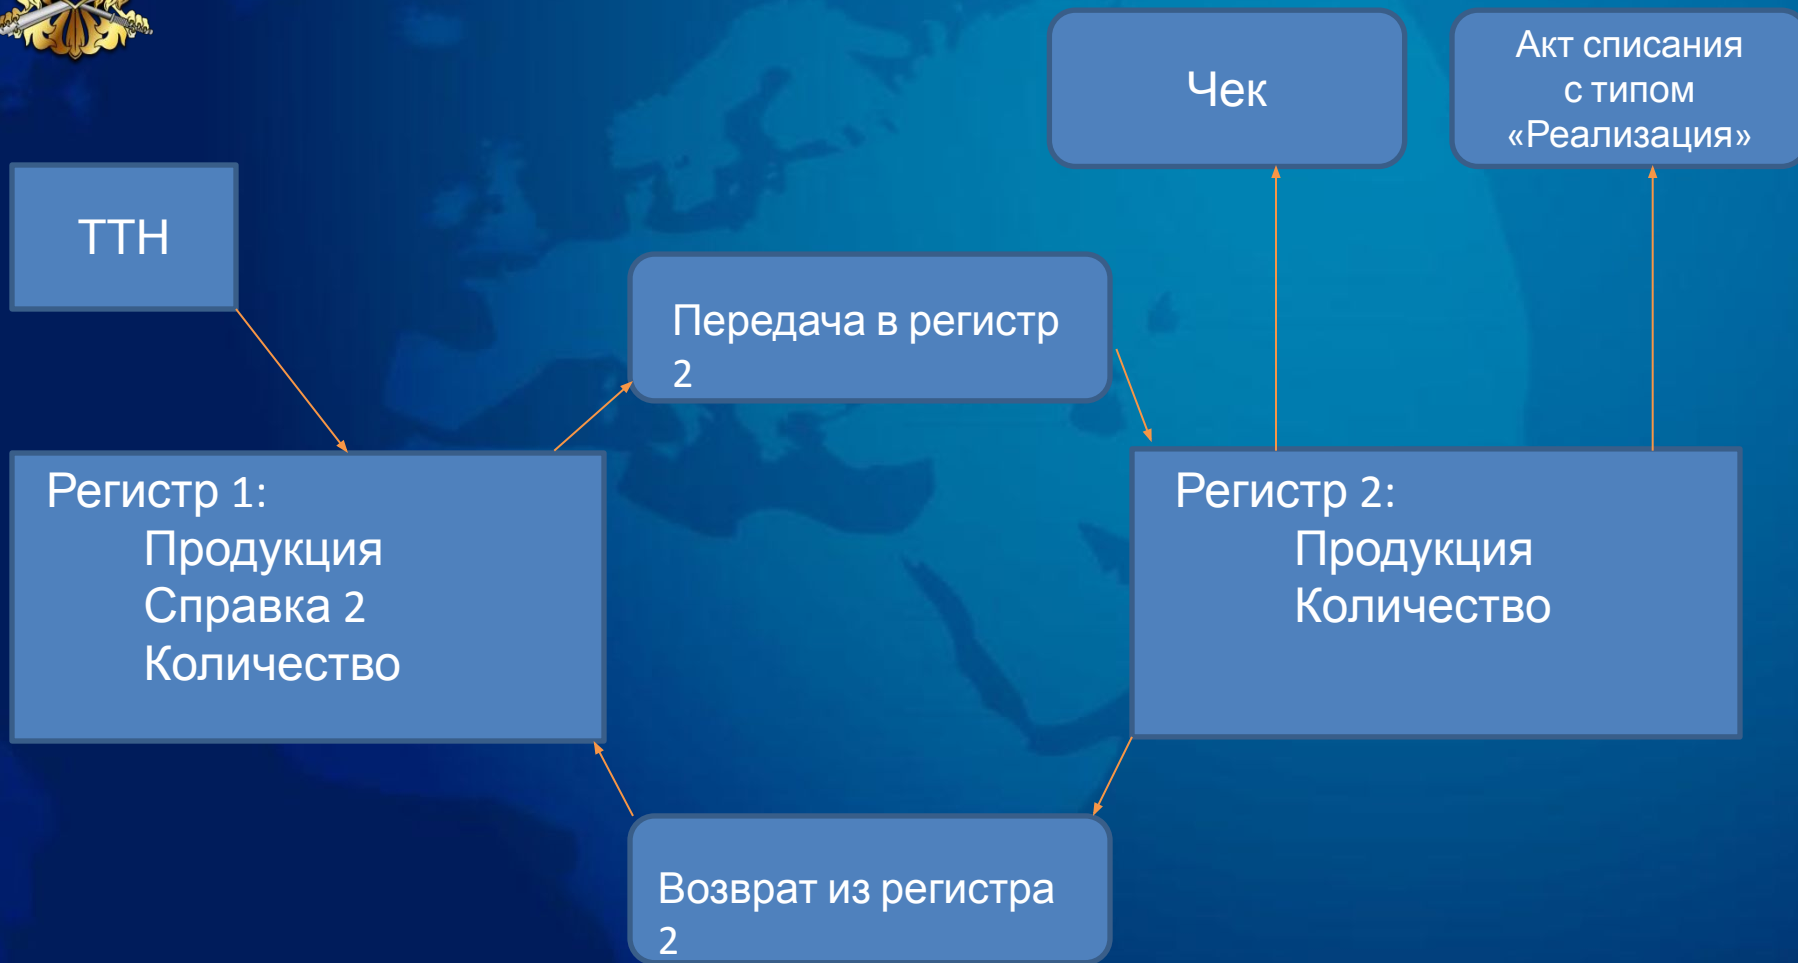 Чек
Акт списания
с типом
«Реализация»
ТТН
Передача в регистр
2
Регистр 1:
Продукция
Справка 2
Количество
Регистр 2:
Продукция
Количество
Возврат из регистра
2